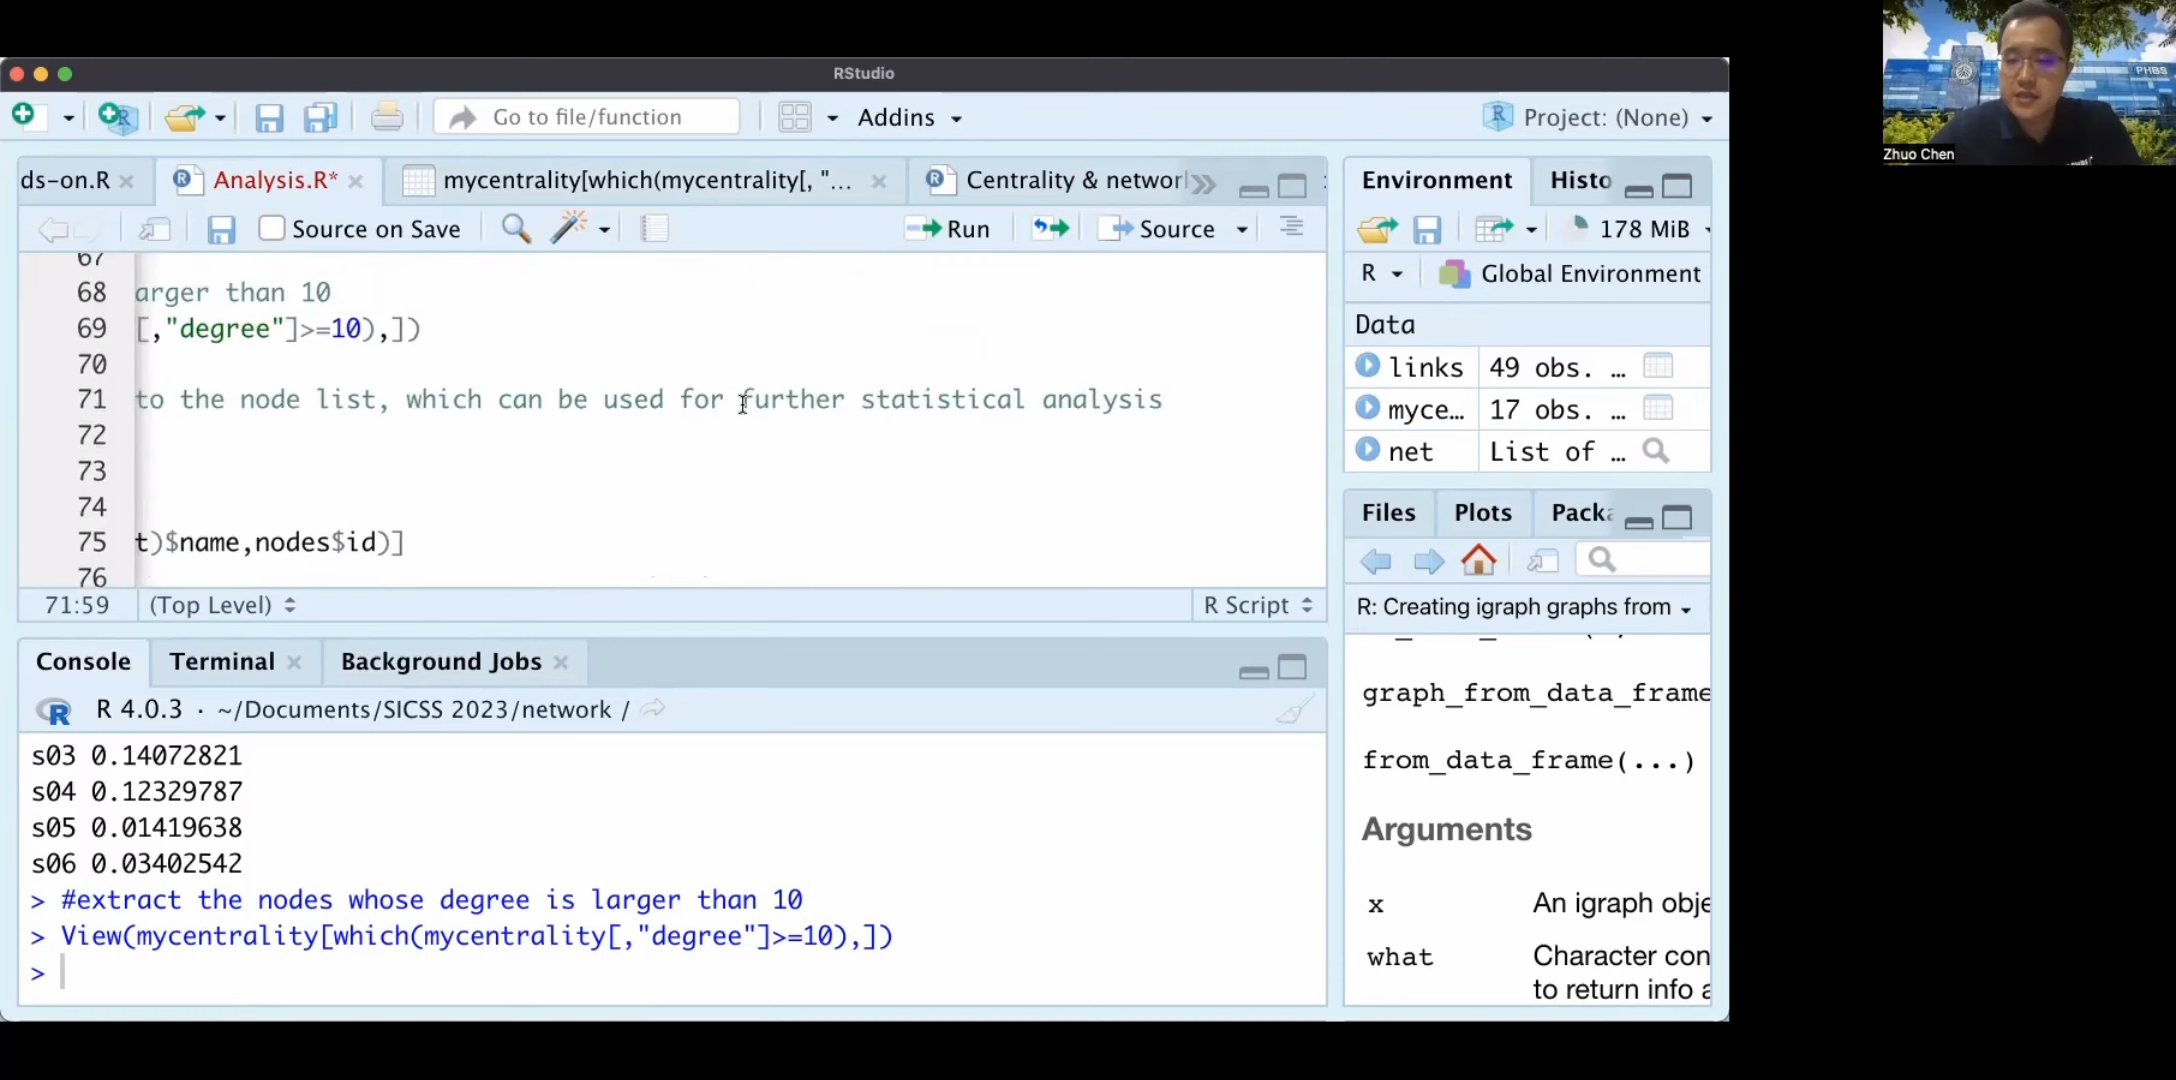 RStudio
Go to file/function
Addins
Project: (None)
ds-on.R
Analysis.R*
mycentrality[which(mycentrality[, "...
Centrality & networ
Source on Save
Run
Source
67
68 arger than 10
69 [,"degree"]>=10),])
70
71 to the node list, which can be used for further statistical analysis
72
73
74
75 t)$name,nodes$id)]
76
71:59 (Top Level) R Script
Console Terminal Background Jobs
R 4.0.3 · ~/Documents/SICSS 2023/network /
s03 0.14072821
s04 0.12329787
s05 0.01419638
s06 0.03402542
> #extract the nodes whose degree is larger than 10
> View(mycentrality[which(mycentrality[,"degree"]>=10),])
>
Environment Histo
178 MiB
R Global Environment
Data
links 49 obs. …
myce… 17 obs. …
net List of …
Files Plots Packa
R: Creating igraph graphs from
graph_from_data_frame
from_data_frame(...)
Arguments
x An igraph obje
what Character con
to return info a
PHBS
Zhuo Chen